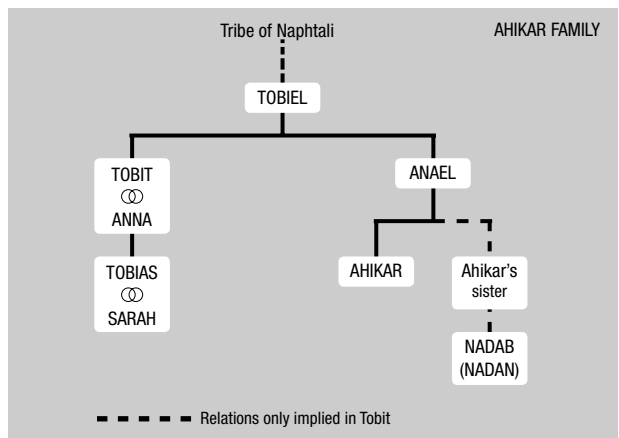 Tribe of Naphtali
AHIKAR FAMILY
TOBIEL
TOBIT
ANNA
ANAEL
TOBIAS
SARAH
AHIKAR
Ahikar's
sister
NADAB
(NADAN)
Relations only implied in Tobit